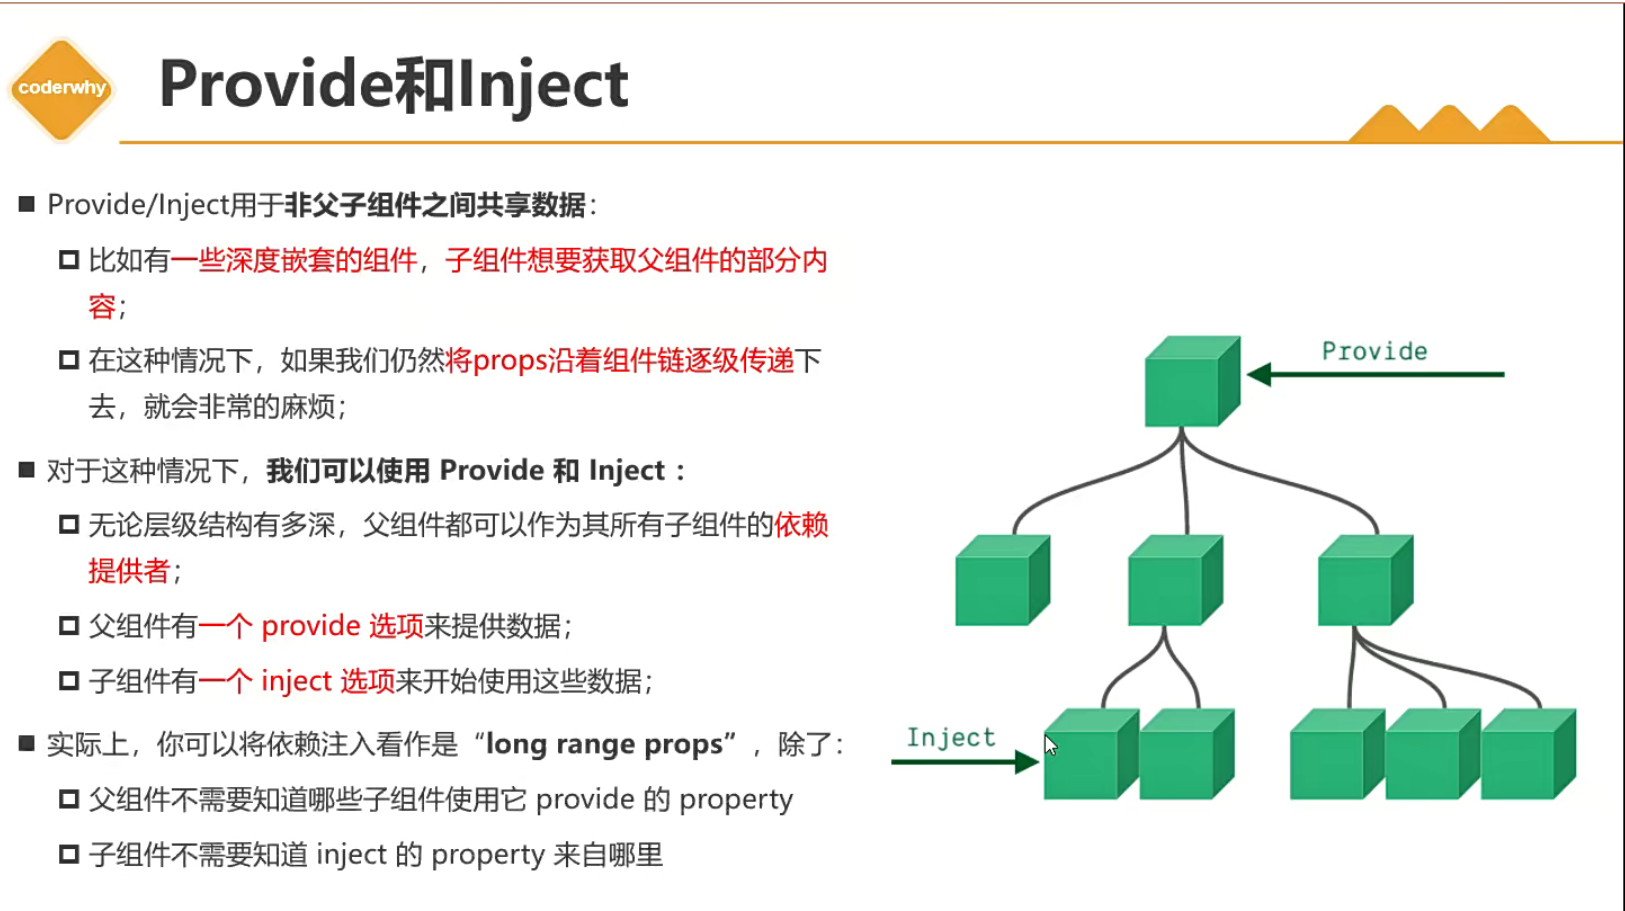 coderwhy
Provide和Inject
Provide/Inject用于非父子组件之间共享数据：
比如有一些深度嵌套的组件，子组件想要获取父组件的部分内
容；
在这种情况下，如果我们仍然将props沿着组件链逐级传递下
去，就会非常的麻烦；
对于这种情况下，我们可以使用 Provide 和 Inject ：
无论层级结构有多深，父组件都可以作为其所有子组件的依赖
提供者；
父组件有一个 provide 选项来提供数据；
子组件有一个 inject 选项来开始使用这些数据；
实际上，你可以将依赖注入看作是“long range props”，除了：
父组件不需要知道哪些子组件使用它 provide 的 property
子组件不需要知道 inject 的 property 来自哪里
Provide
Inject